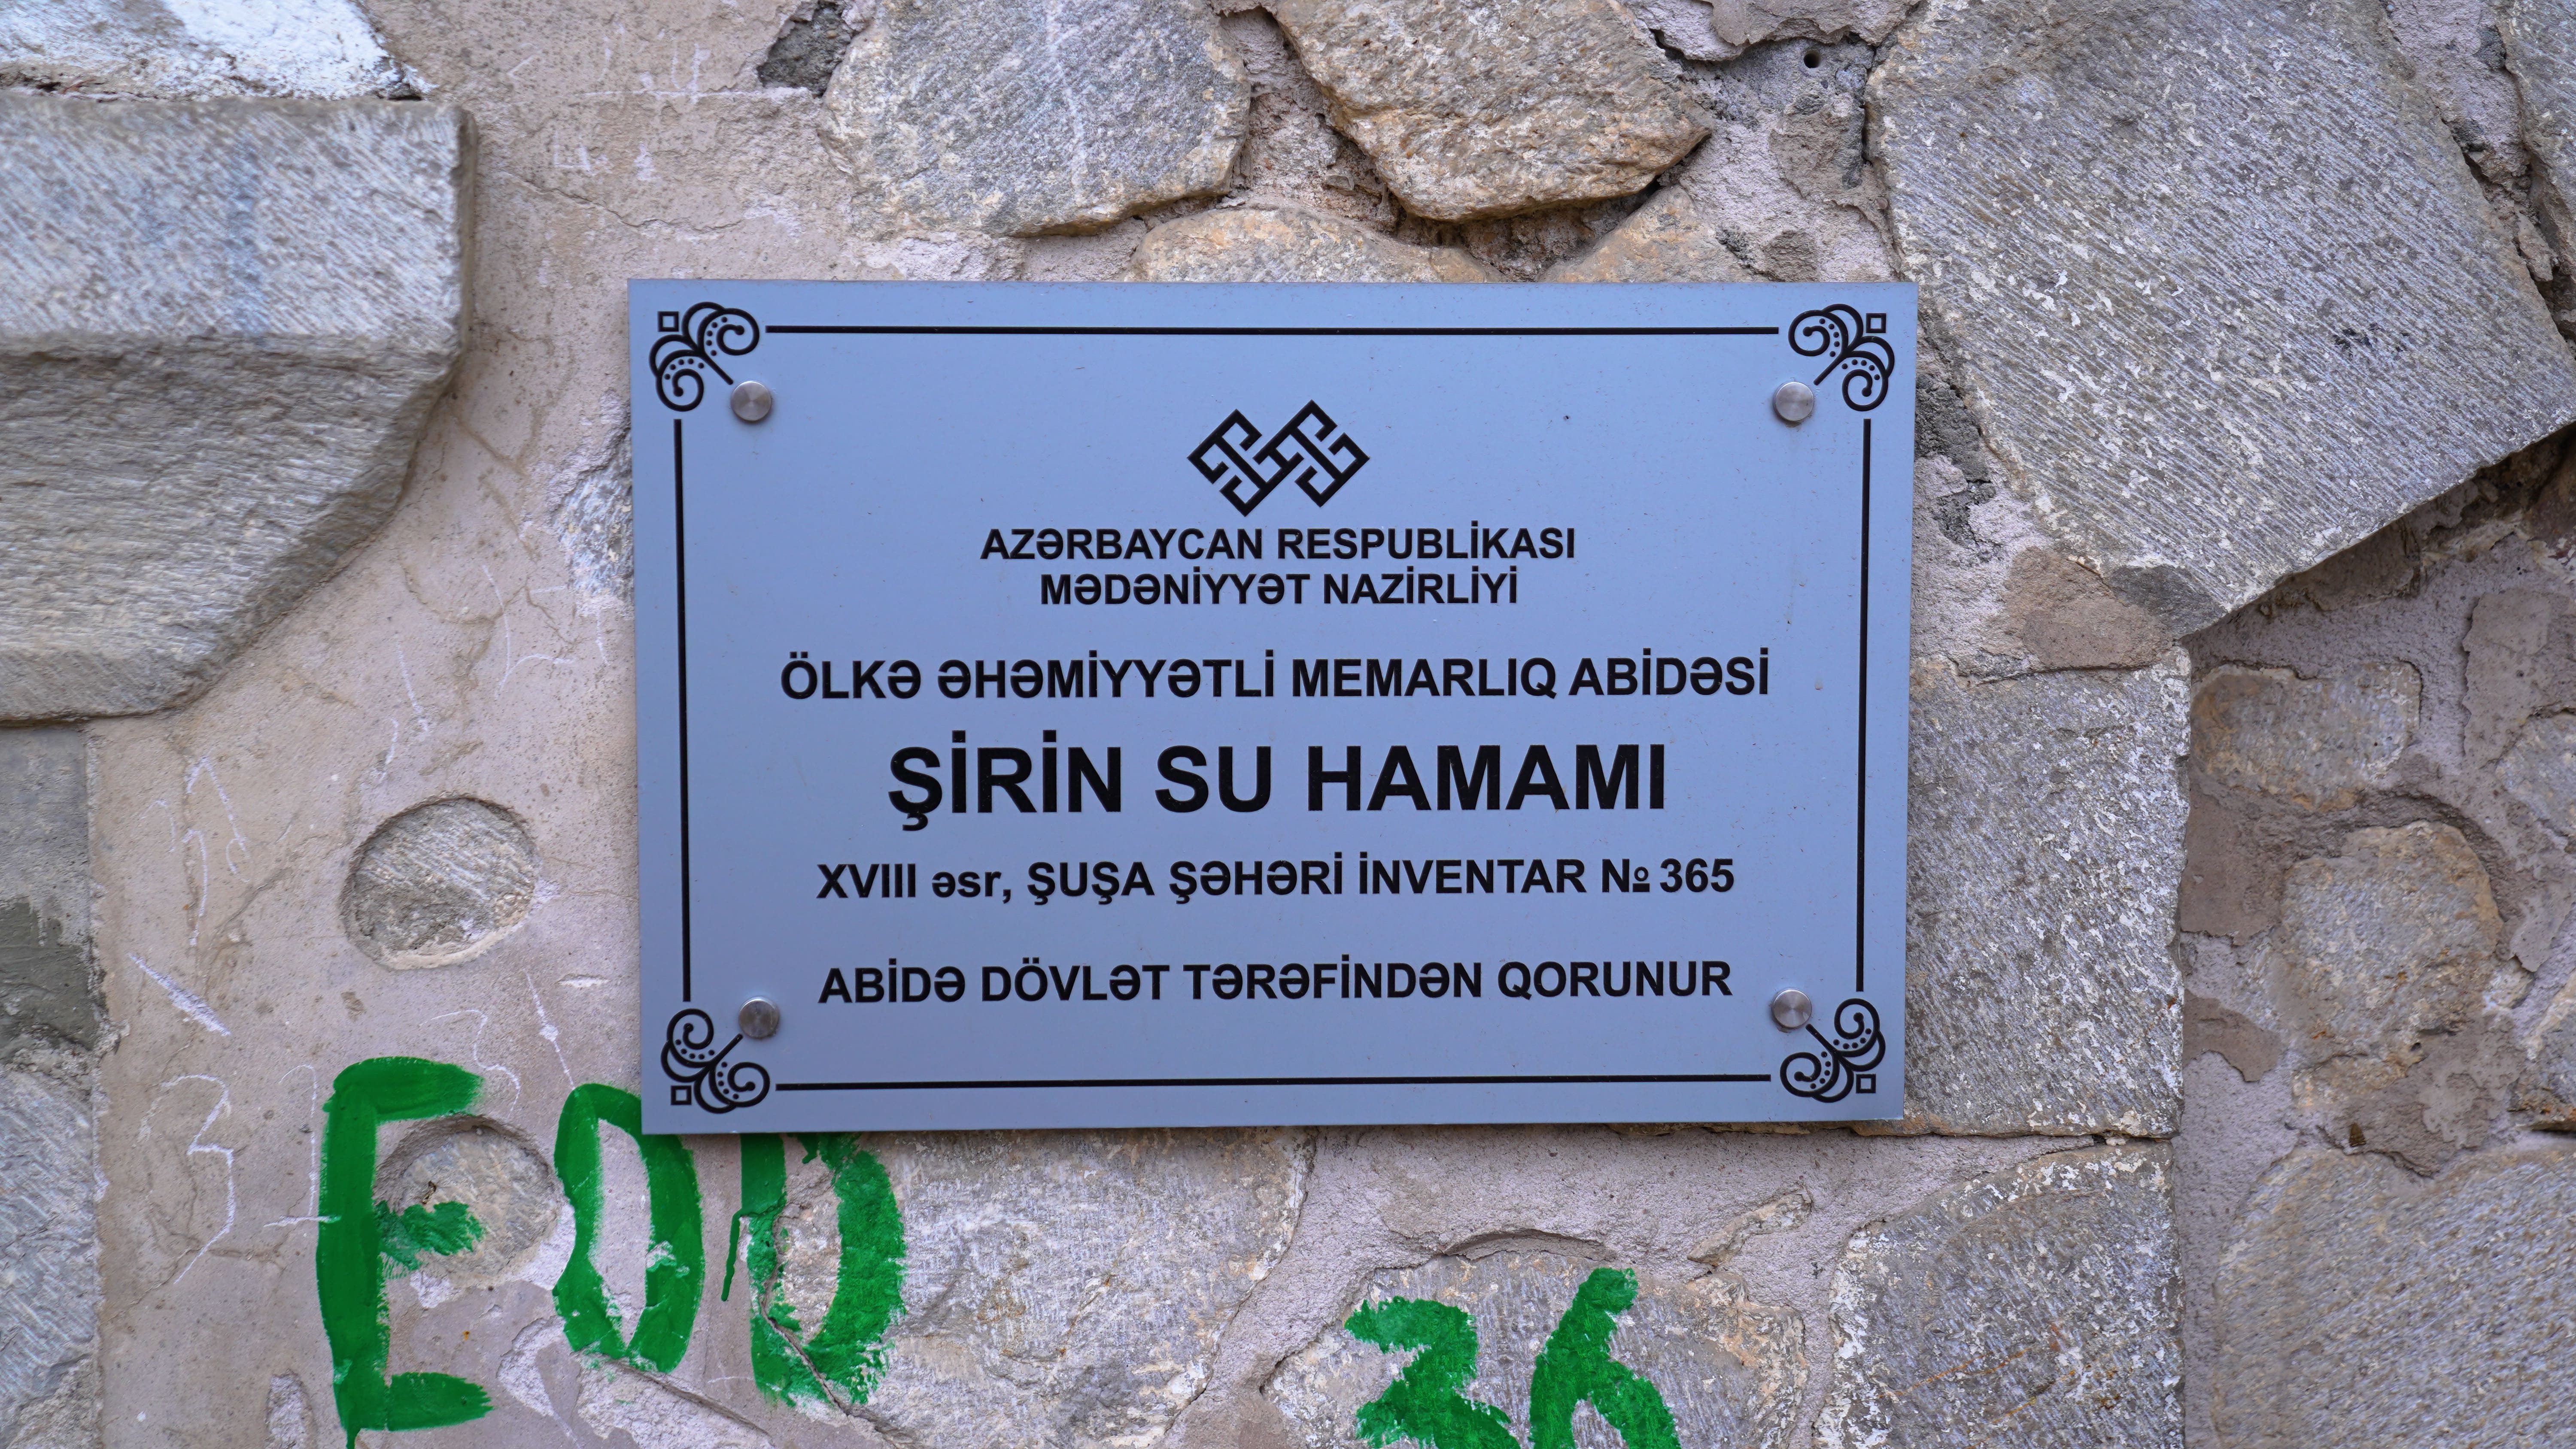 AZƏRBAYCAN RESPUBLİKASI
MƏDƏNİYYƏT NAZİRLİYİ
ÖLKƏ ƏHƏMİYYƏTLİ MEMARLIQ ABİDƏSİ
ŞİRİN SU HAMAMI
XVIII əsr, ŞUŞA ŞƏHƏRİ İNVENTAR № 365
ABİDƏ DÖVLƏT TƏRƏFİNDƏN QORUNUR
EOD
36